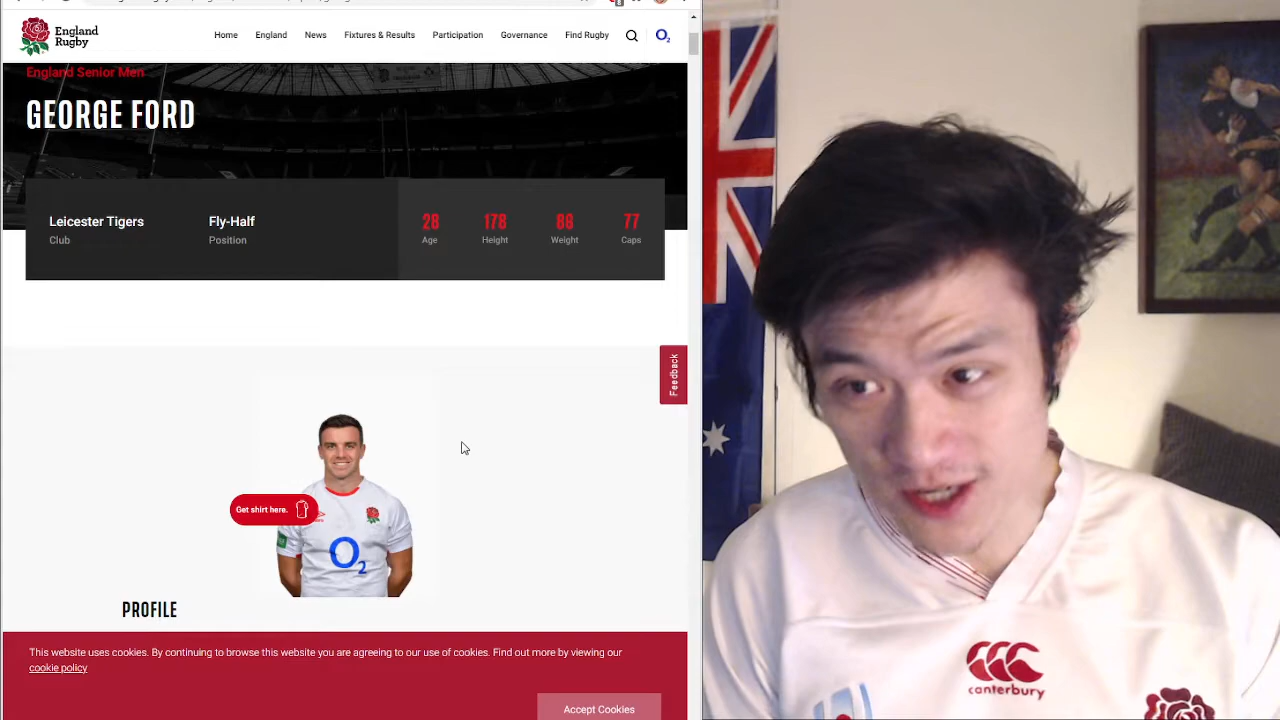 England
Rugby
Home England News Fixtures & Results Participation Governance Find Rugby O2
England Senior Men
GEORGE FORD
Leicester Tigers Fly-Half 28 178 86 77
Club Position Age Height Weight Caps
Feedback
Get shirt here.
O2
PROFILE
This website uses cookies. By continuing to browse this website you are agreeing to our use of cookies. Find out more by viewing our
cookie policy
Accept Cookies
canterbury